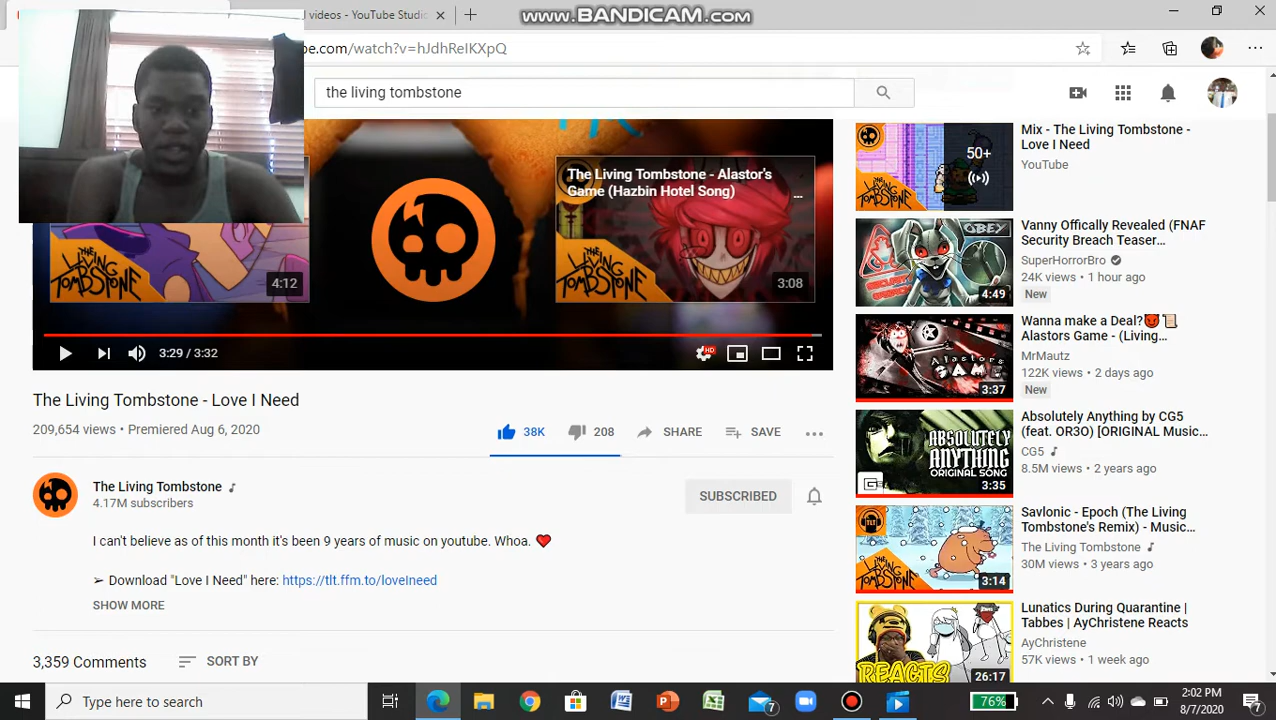 www.BANDICAM.com
videos - YouTube Studi
be.com/watch?v=hJdhReIKXpQ
the living tombstone
The Living Tombstone - Alastor's
Game (Hazbin Hotel Song)
THE LIVING TOMBSTONE
4:12
THE LIVING TOMBSTONE
3:08
3:29 / 3:32
HD
The Living Tombstone - Love I Need
209,654 views • Premiered Aug 6, 2020
38K
208
SHARE
SAVE
The Living Tombstone
4.17M subscribers
SUBSCRIBED
I can't believe as of this month it's been 9 years of music on youtube. Whoa. ❤
➢ Download "Love I Need" here: https://tlt.ffm.to/loveIneed
SHOW MORE
3,359 Comments
SORT BY
50+
Mix - The Living Tombstone -
Love I Need
YouTube
OBEY
4:49
Vanny Offically Revealed (FNAF
Security Breach Teaser...
SuperHorrorBro
24K views • 1 hour ago
New
ALASTORS GAME
3:37
Wanna make a Deal?😈📜
Alastors Game - (Living...
MrMautz
122K views • 2 days ago
New
ABSOLUTELY
ANYTHING
ORIGINAL SONG
3:35
Absolutely Anything by CG5
(feat. OR3O) [ORIGINAL Music...
CG5
8.5M views • 2 years ago
TLT
3:14
Savlonic - Epoch (The Living
Tombstone's Remix) - Music...
The Living Tombstone
30M views • 3 years ago
REACTS
26:17
Lunatics During Quarantine |
Tabbes | AyChristene Reacts
AyChristene
57K views • 1 week ago
Type here to search
7
76%
2:02 PM
8/7/2020
7